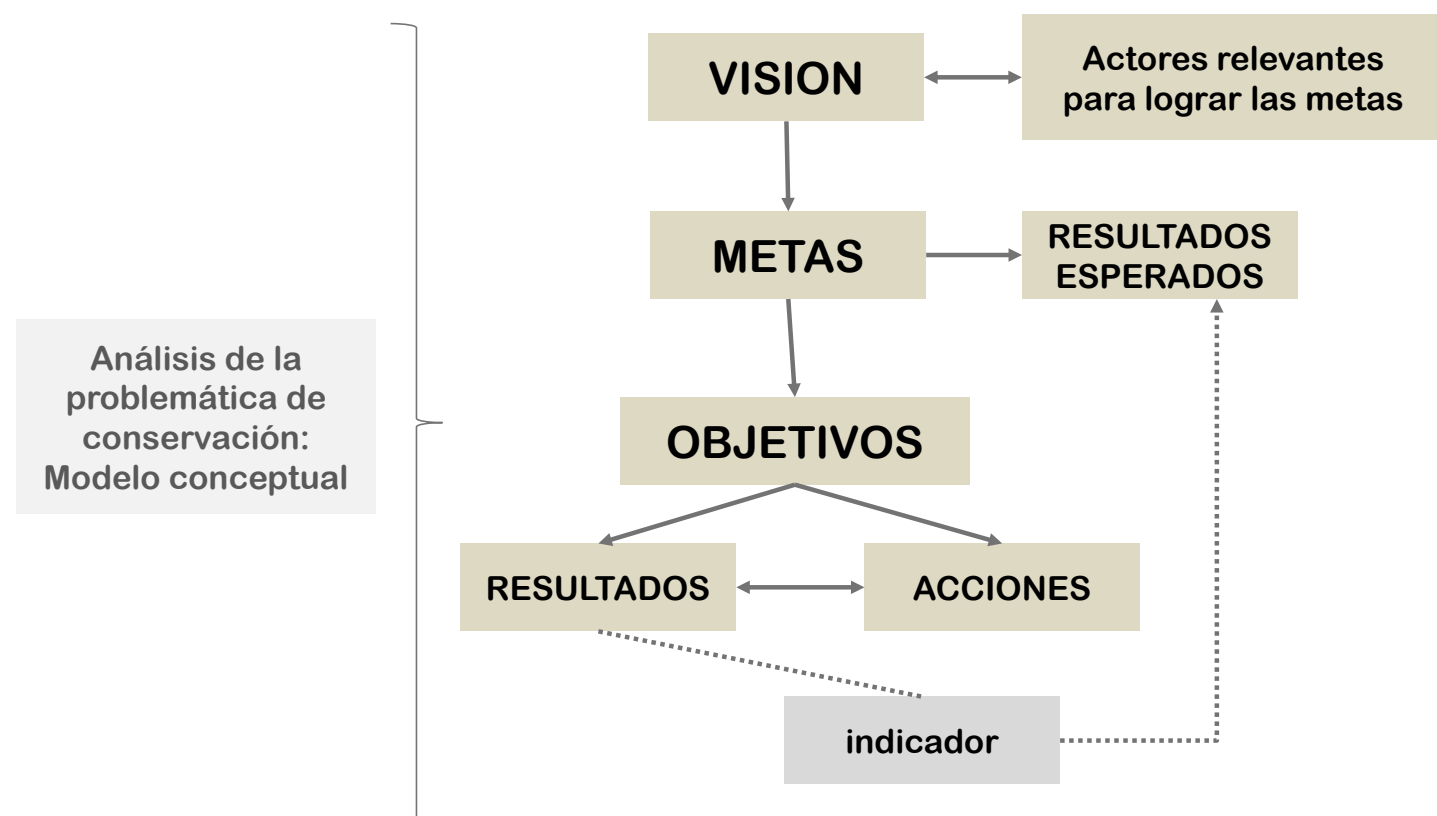 VISION
Actores relevantes
para lograr las metas
METAS
RESULTADOS
ESPERADOS
Análisis de la
problemática de
conservación:
Modelo conceptual
OBJETIVOS
RESULTADOS
ACCIONES
indicador